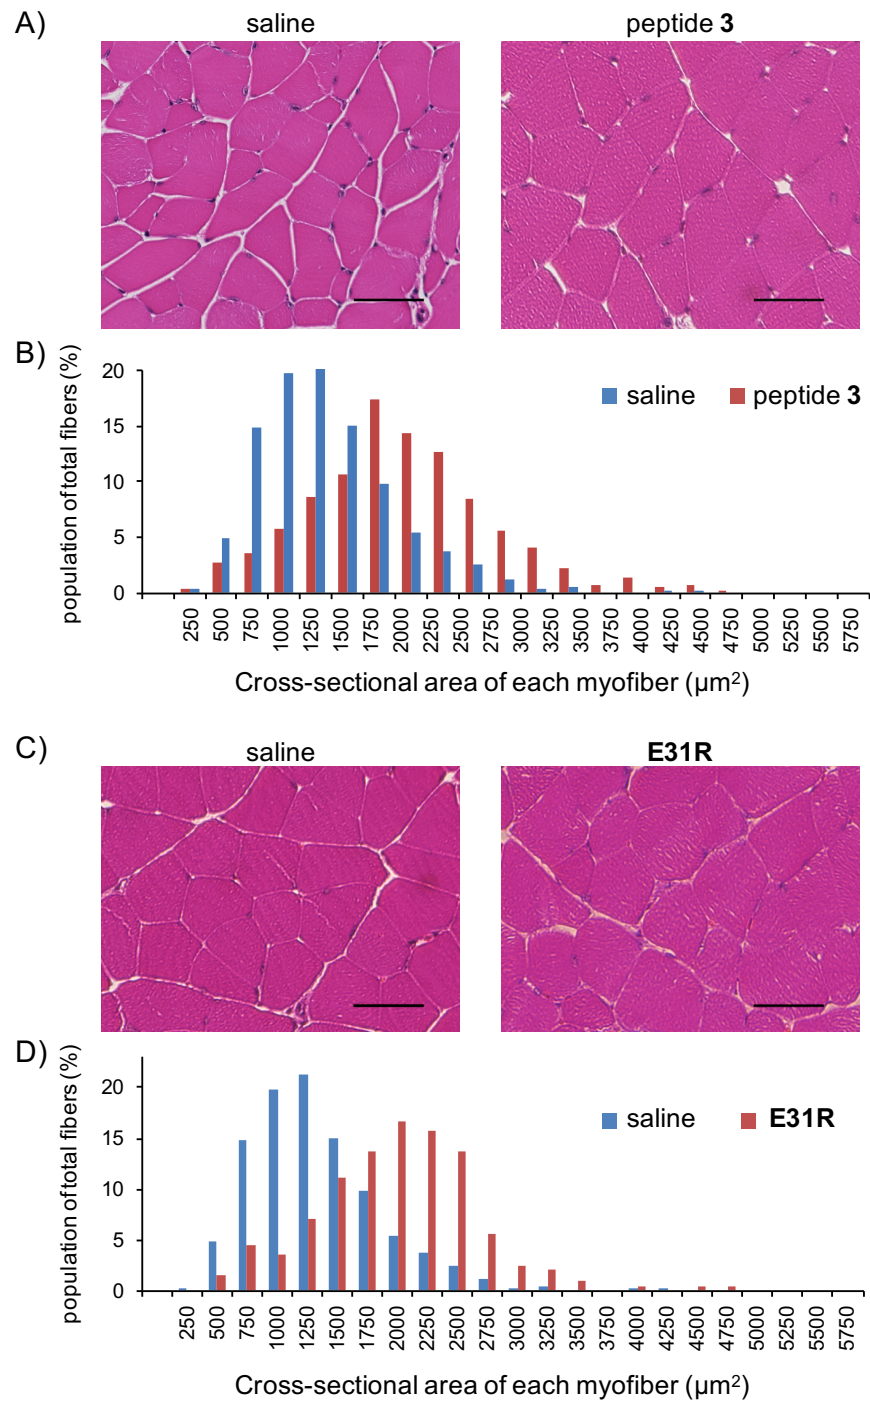 A)
saline
peptide 3
B)
population of total fibers (%)
20
15
10
5
0
saline
peptide 3
250 500 750 1000 1250 1500 1750 2000 2250 2500 2750 3000 3250 3500 3750 4000 4250 4500 4750 5000 5250 5500 5750
Cross-sectional area of each myofiber (µm²)
C)
saline
E31R
D)
population of total fibers (%)
20
15
10
5
0
saline
E31R
250 500 750 1000 1250 1500 1750 2000 2250 2500 2750 3000 3250 3500 3750 4000 4250 4500 4750 5000 5250 5500 5750
Cross-sectional area of each myofiber (µm²)